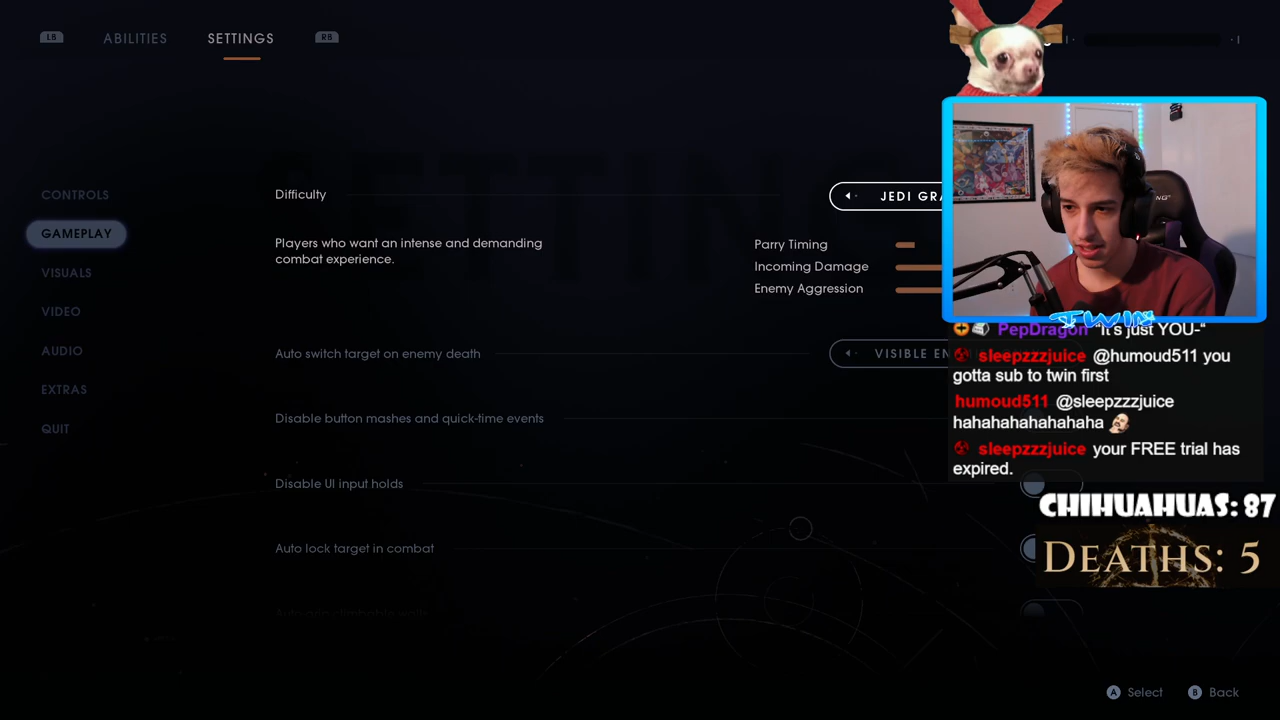 LB ABILITIES SETTINGS RB
CONTROLS
GAMEPLAY
VISUALS
VIDEO
AUDIO
EXTRAS
QUIT
Difficulty
JEDI GRA
Players who want an intense and demanding
combat experience.
Parry Timing
Incoming Damage
Enemy Aggression
Auto switch target on enemy death
VISIBLE EN
Disable button mashes and quick-time events
Disable UI input holds
Auto lock target in combat
TWIN
PepDragon "It's just YOU-"
sleepzzzjuice @humoud511 you
gotta sub to twin first
humoud511 @sleepzzzjuice
hahahahahahaha
sleepzzzjuice your FREE trial has
expired.
CHIHUAHUAS: 87
DEATHS: 5
A Select B Back